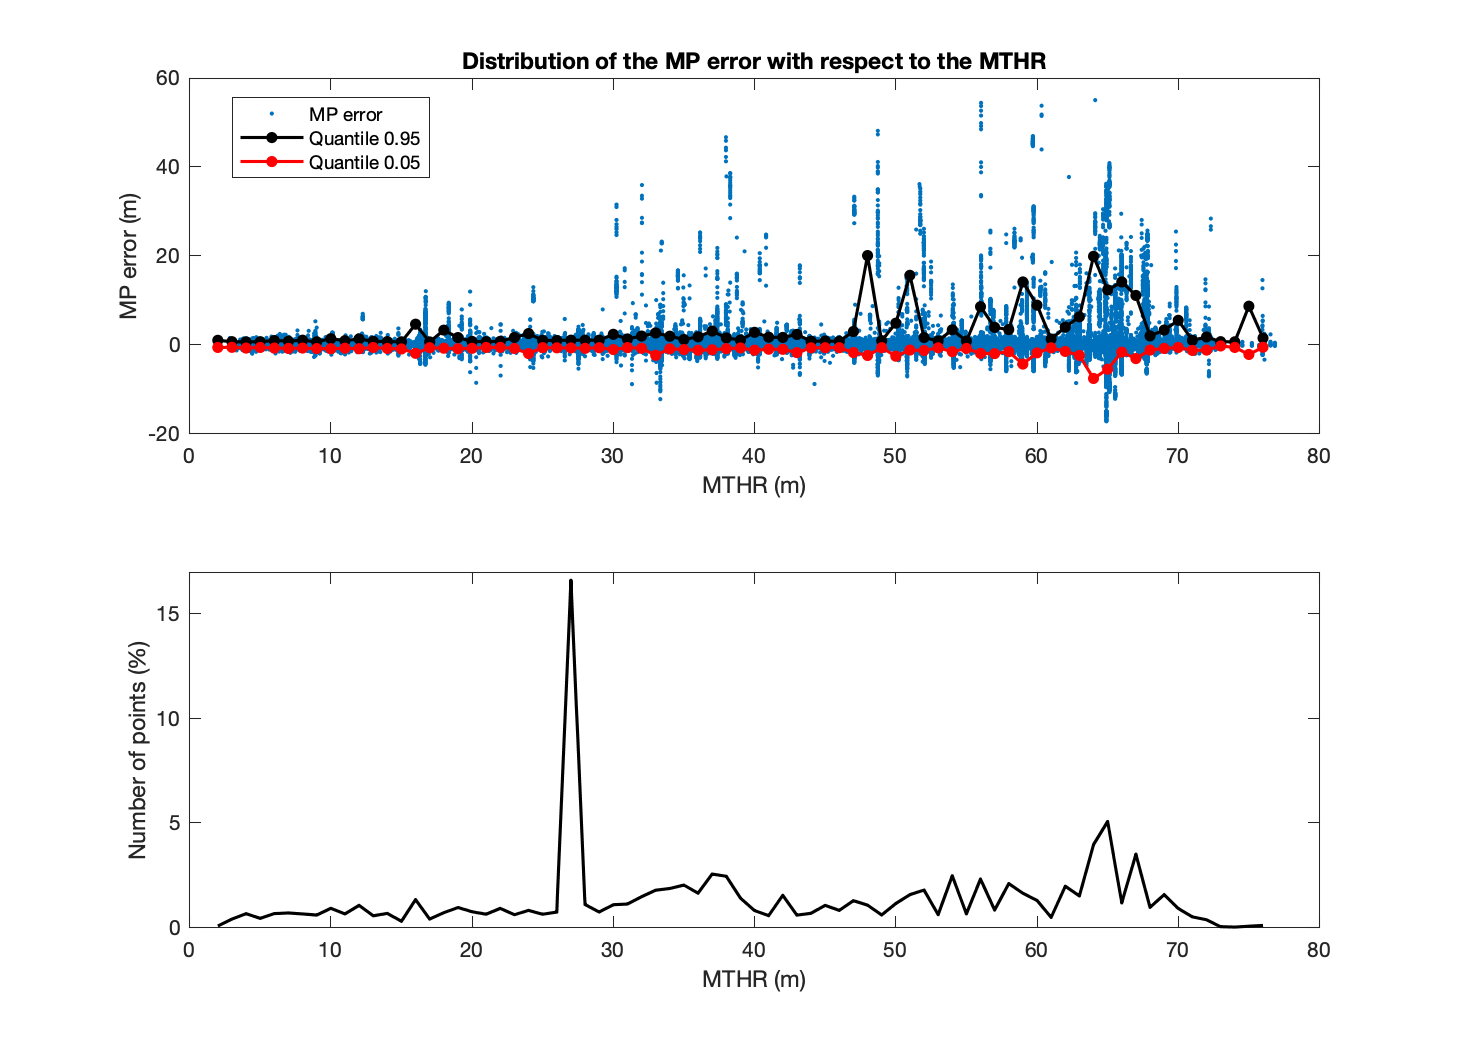 Distribution of the MP error with respect to the MTHR
60
40
20
0
-20
MP error (m)
MP error
Quantile 0.95
Quantile 0.05
0 10 20 30 40 50 60 70 80
MTHR (m)
15
10
5
0
Number of points (%)
0 10 20 30 40 50 60 70 80
MTHR (m)